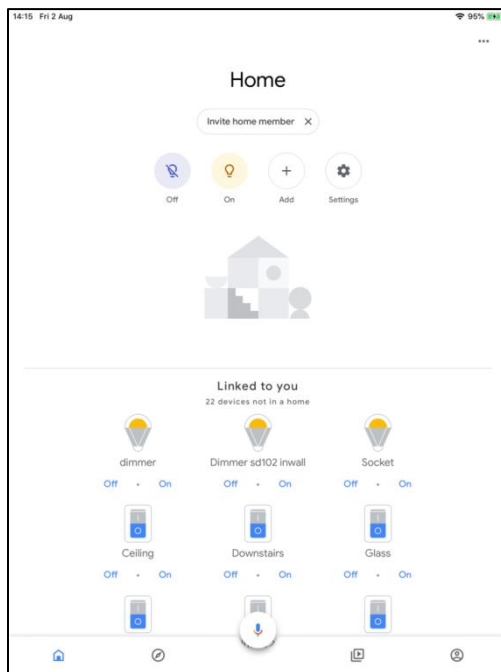 14:15 Fri 2 Aug 95%
Home
Invite home member
Off On Add Settings
Linked to you
22 devices not in a home
dimmer Dimmer sd102 inwall Socket
Off • On Off • On Off • On
Ceiling Downstairs Glass
Off • On Off • On Off • On